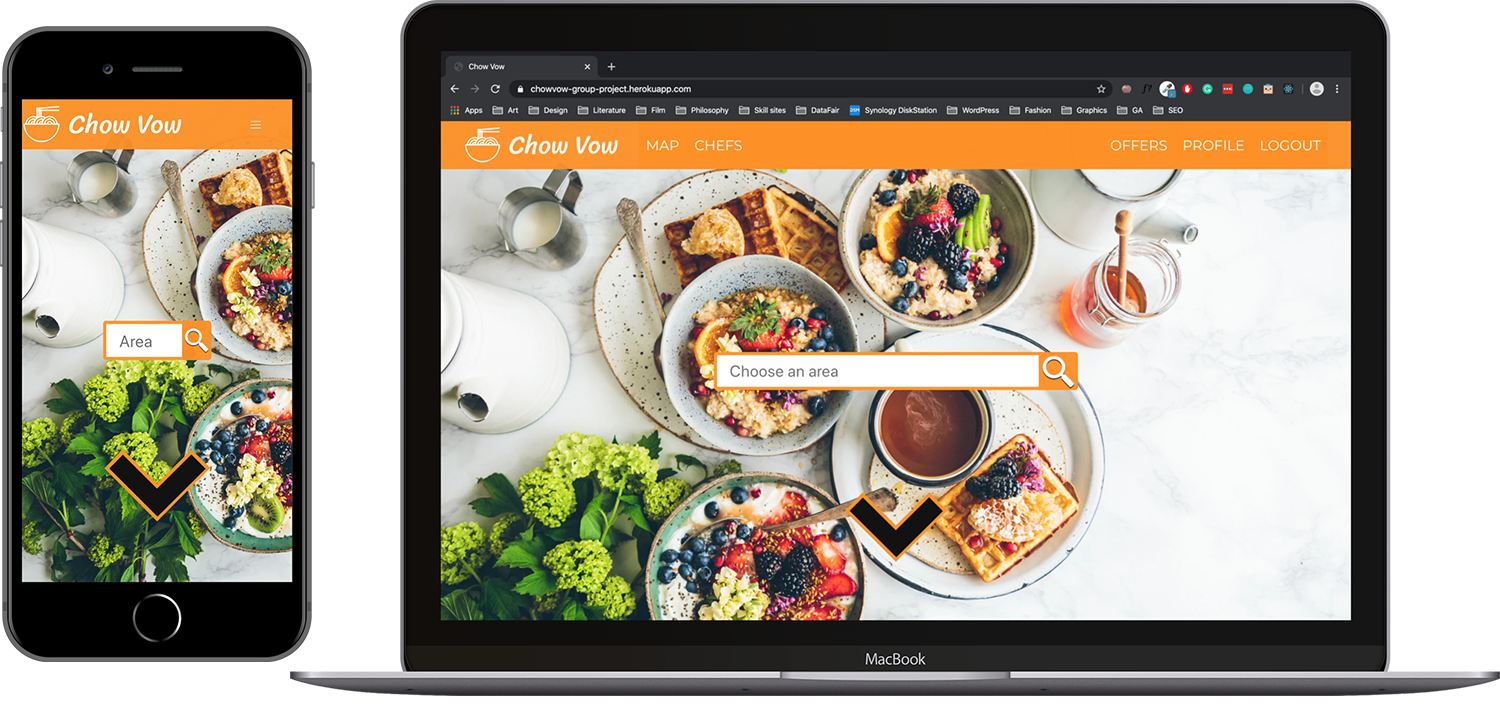 Chow Vow
Area
Chow Vow
chowvow-group-project.herokuapp.com
f?
Apps Art Design Literature Film Philosophy Skill sites DataFair Synology DiskStation WordPress Fashion Graphics GA SEO
Chow Vow MAP CHEFS OFFERS PROFILE LOGOUT
Choose an area
MacBook